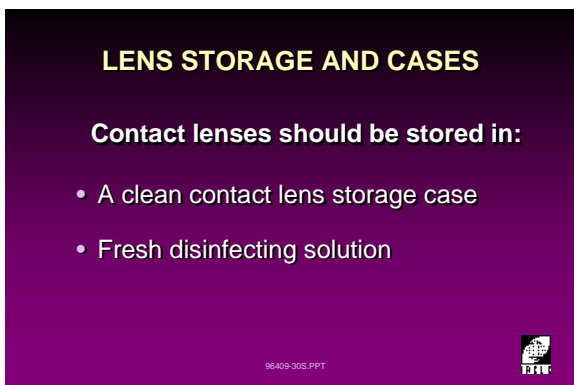 LENS STORAGE AND CASES
Contact lenses should be stored in:
• A clean contact lens storage case
• Fresh disinfecting solution
96409-30S.PPT